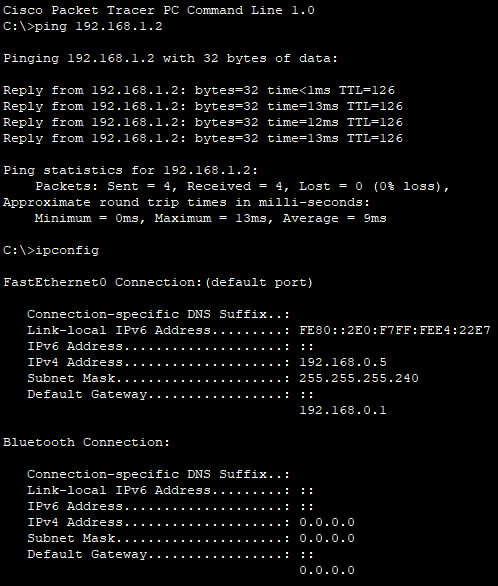 Cisco Packet Tracer PC Command Line 1.0
C:\>ping 192.168.1.2
Pinging 192.168.1.2 with 32 bytes of data:
Reply from 192.168.1.2: bytes=32 time<1ms TTL=126
Reply from 192.168.1.2: bytes=32 time=13ms TTL=126
Reply from 192.168.1.2: bytes=32 time=12ms TTL=126
Reply from 192.168.1.2: bytes=32 time=13ms TTL=126
Ping statistics for 192.168.1.2:
Packets: Sent = 4, Received = 4, Lost = 0 (0% loss),
Approximate round trip times in milli-seconds:
Minimum = 0ms, Maximum = 13ms, Average = 9ms
C:\>ipconfig
FastEthernet0 Connection:(default port)
Connection-specific DNS Suffix..:
Link-local IPv6 Address.........: FE80::2E0:F7FF:FEE4:22E7
IPv6 Address....................: ::
IPv4 Address....................: 192.168.0.5
Subnet Mask.....................: 255.255.255.240
Default Gateway.................: ::
192.168.0.1
Bluetooth Connection:
Connection-specific DNS Suffix..:
Link-local IPv6 Address.........: ::
IPv6 Address....................: ::
IPv4 Address....................: 0.0.0.0
Subnet Mask.....................: 0.0.0.0
Default Gateway.................: ::
0.0.0.0